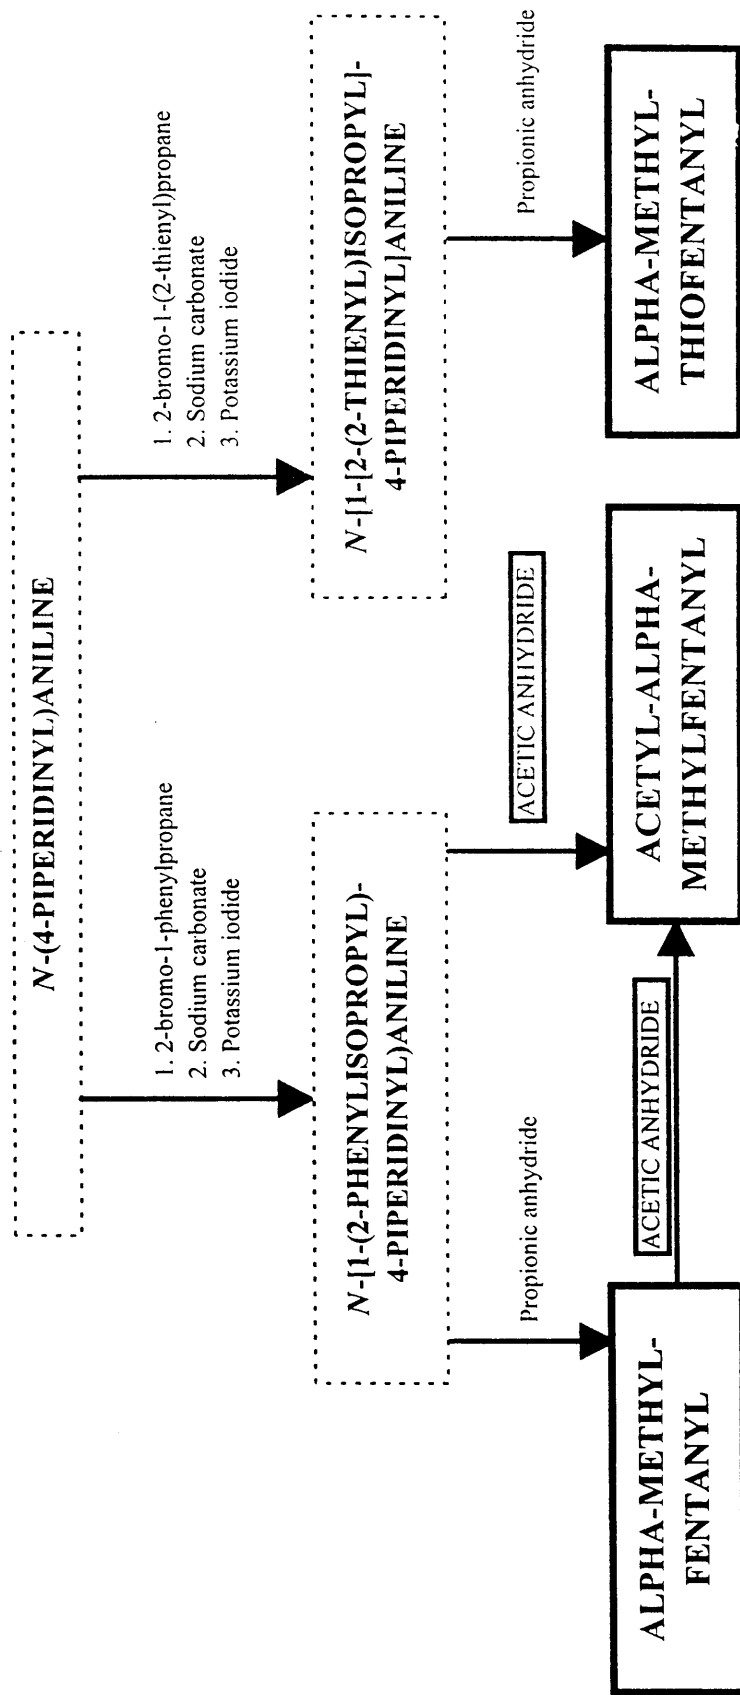 N-(4-PIPERIDINYL)ANILINE
1. 2-bromo-1-phenylpropane
2. Sodium carbonate
3. Potassium iodide
1. 2-bromo-1-(2-thienyl)propane
2. Sodium carbonate
3. Potassium iodide
N-[1-(2-PHENYLISOPROPYL)-
4-PIPERIDINYL)ANILINE
N-[1-[2-(2-THIENYL)ISOPROPYL]-
4-PIPERIDINYL]ANILINE
Propionic anhydride
ACETIC ANHYDRIDE
Propionic anhydride
ALPHA-METHYL-
FENTANYL
ACETIC ANHYDRIDE
ACETYL-ALPHA-
METHYLFENTANYL
ALPHA-METHYL-
THIOFENTANYL